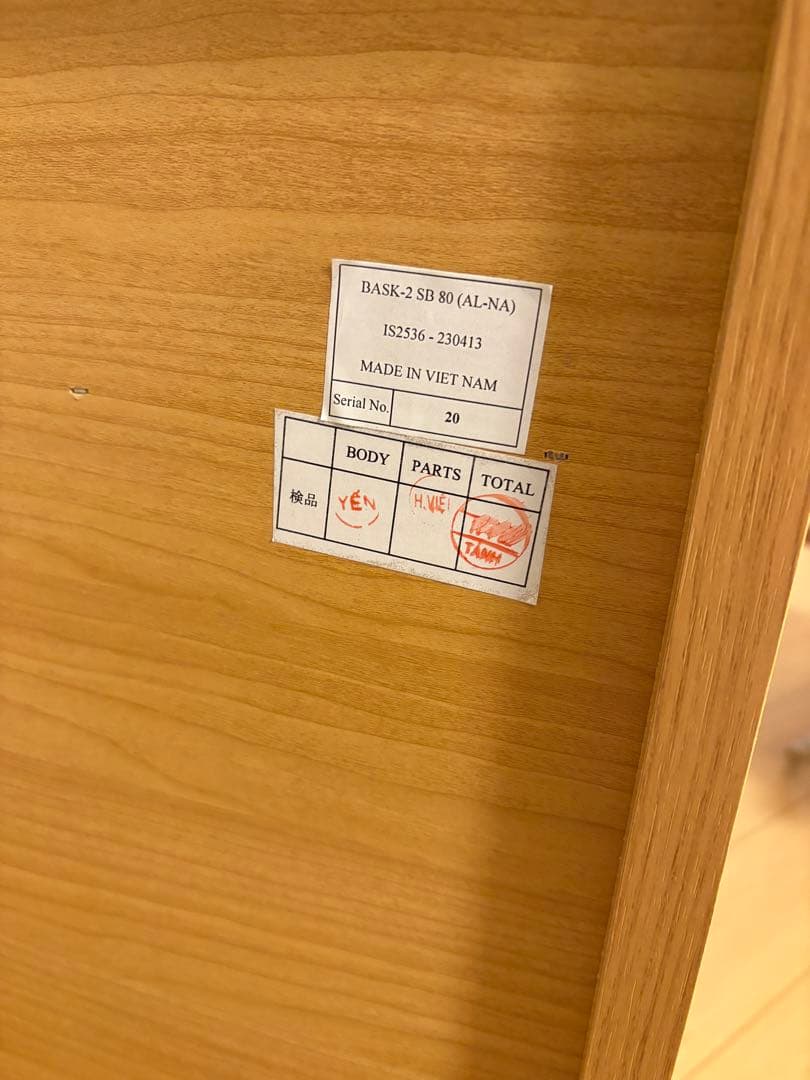 BASK-2 SB 80 (AL-NA)
IS2536 - 230413
MADE IN VIET NAM
Serial No. 20
BODY PARTS TOTAL
検品 YẾN H.VIỆT
TÁNH